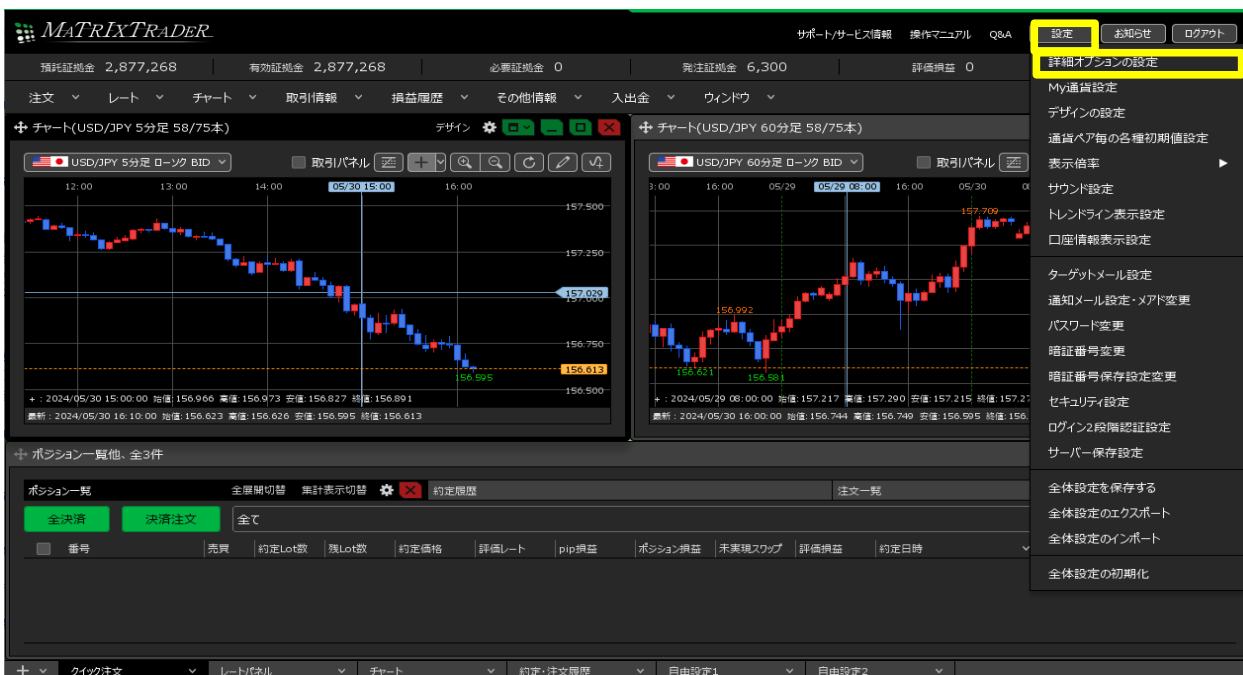 MATRIXTRADER
サポート/サービス情報 操作マニュアル Q&A 設定 お知らせ ログアウト
預託証拠金 2,877,268 有効証拠金 2,877,268 必要証拠金 0 発注証拠金 6,300 評価損益 0
注文 レート チャート 取引情報 損益履歴 その他情報 入出金 ウィンドウ
詳細オプションの設定
My通貨設定
デザインの設定
通貨ペア毎の各種初期値設定
表示倍率
サウンド設定
トレンドライン表示設定
口座情報表示設定
ターゲットメール設定
通知メール設定・メアド変更
パスワード変更
暗証番号変更
暗証番号保存設定変更
セキュリティ設定
ログイン2段階認証設定
サーバー保存設定
全体設定を保存する
全体設定のエクスポート
全体設定のインポート
全体設定の初期化
チャート(USD/JPY 5分足 58/75本) デザイン
USD/JPY 5分足 ローソク BID 取引パネル
12:00 13:00 14:00 05/30 15:00 16:00
157.500
157.250
157.029
157.000
156.750
156.613
156.595
156.500
+ : 2024/05/30 15:00:00 始値:156.966 高値:156.973 安値:156.827 終値:156.891
最新 : 2024/05/30 16:10:00 始値:156.623 高値:156.626 安値:156.595 終値:156.613
チャート(USD/JPY 60分足 58/75本)
USD/JPY 60分足 ローソク BID 取引パネル
3:00 16:00 05/29 05/29 08:00 16:00 05/30
157.709
156.992
156.621
156.581
+ : 2024/05/29 08:00:00 始値:157.217 高値:157.290 安値:157.215 終値:157.27
最新 : 2024/05/30 16:00:00 始値:156.744 高値:156.749 安値:156.595 終値:156.
ポジション一覧他、全3件
ポジション一覧 全展開切替 集計表示切替 約定履歴 注文一覧
全決済 決済注文 全て
番号 売買 約定Lot数 残Lot数 約定価格 評価レート pip損益 ポジション損益 未実現スワップ 評価損益 約定日時
クイック注文 レートパネル チャート 約定・注文履歴 自由設定1 自由設定2